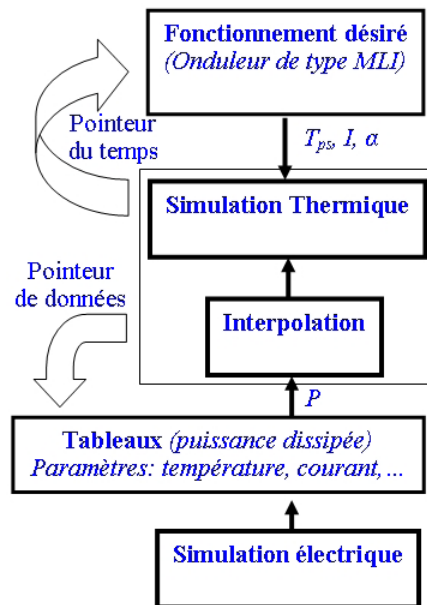 Fonctionnement désiré
(Onduleur de type MLI)
Pointeur
du temps
Tps, I, α
Simulation Thermique
Pointeur
de données
Interpolation
P
Tableaux (puissance dissipée)
Paramètres: température, courant,...
Simulation électrique